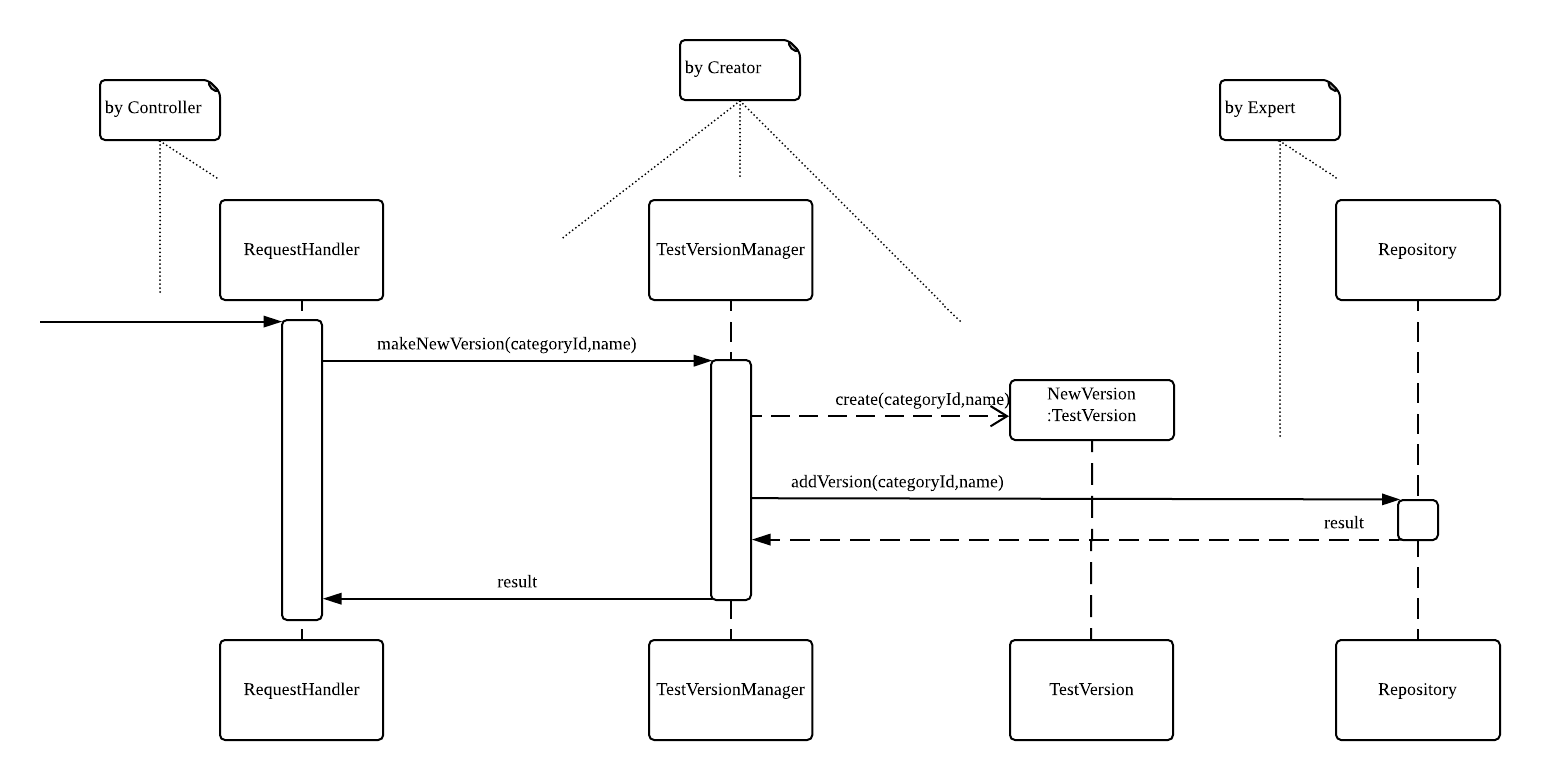 by Creator
by Controller
by Expert
RequestHandler
TestVersionManager
Repository
makeNewVersion(categoryId,name)
create(categoryId,name)
NewVersion
:TestVersion
addVersion(categoryId,name)
result
result
RequestHandler
TestVersionManager
TestVersion
Repository